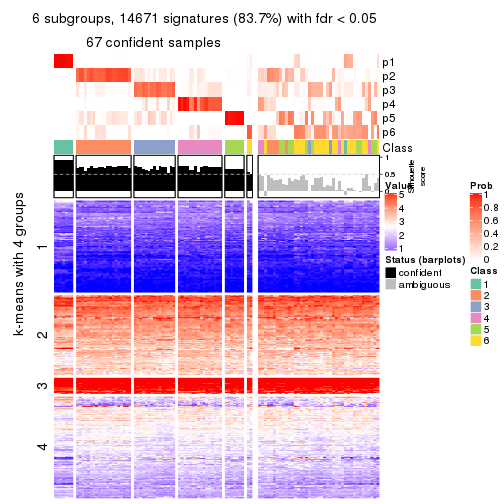 6 subgroups, 14671 signatures (83.7%) with fdr < 0.05
67 confident samples
p1
p2
p3
p4
p5
p6
Class
1
0.5
0
Silhouette
score
k-means with 4 groups
1
2
3
4
Value
5
4
3
2
1
Status (barplots)
confident
ambiguous
Prob
1
0.8
0.6
0.4
0.2
0
Class
1
2
3
4
5
6